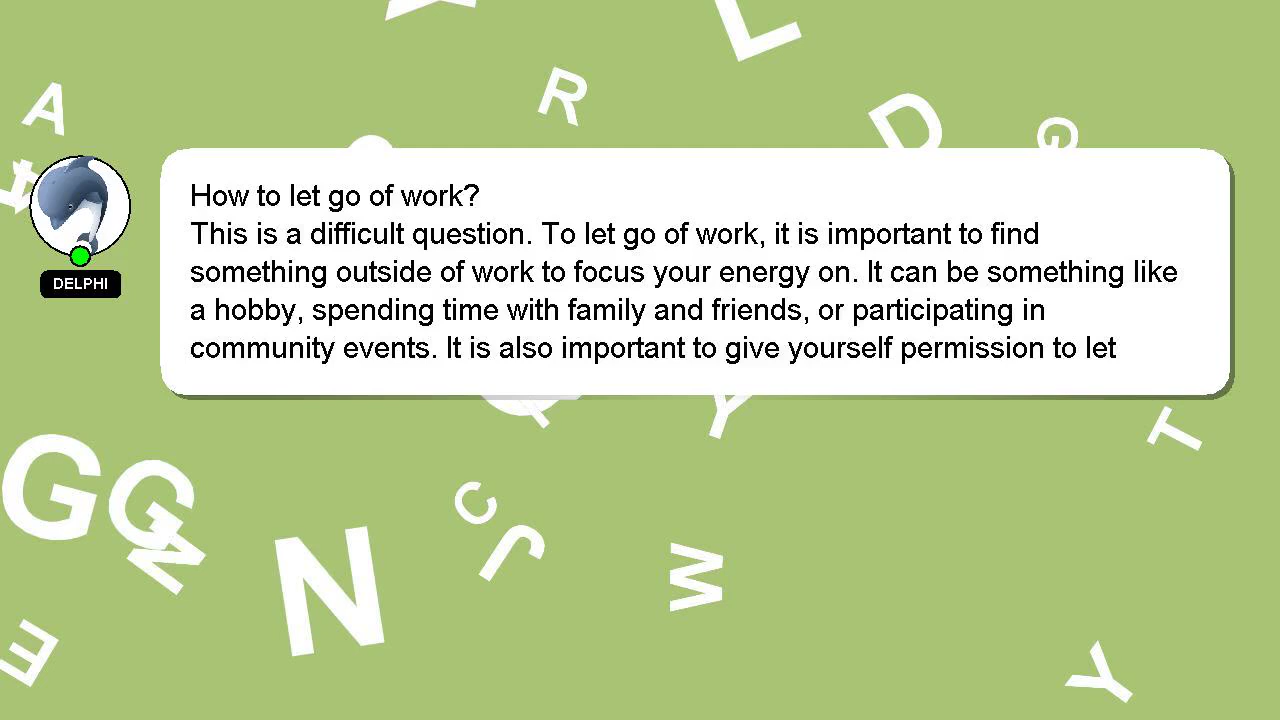 L
R
A
D
G
How to let go of work?
This is a difficult question. To let go of work, it is important to find
something outside of work to focus your energy on. It can be something like
a hobby, spending time with family and friends, or participating in
community events. It is also important to give yourself permission to let
DELPHI
Y
T
G
G
C
N
N
J
W
E
Y